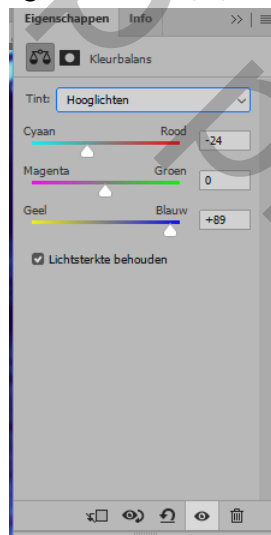 Eigenschappen Info
Kleurbalans
Tint: Hooglichten
Cyaan Rood -24
Magenta Groen 0
Geel Blauw +89
Lichtsterkte behouden